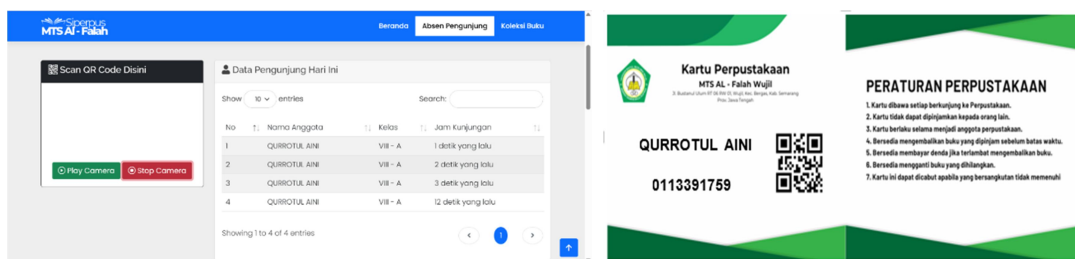 Siperpus
MTS Al - Falah
Beranda
Absen Pengunjung
Koleksi Buku
Scan QR Code Disini
Play Camera
Stop Camera
Data Pengunjung Hari Ini
Show 10 entries
Search:
No Nama Anggota Kelas Jam Kunjungan
1 QURROTUL AINI VIII - A 1 detik yang lalu
2 QURROTUL AINI VIII - A 2 detik yang lalu
3 QURROTUL AINI VIII - A 3 detik yang lalu
4 QURROTUL AINI VIII - A 12 detik yang lalu
Showing 1 to 4 of 4 entries
1
Kartu Perpustakaan
MTS AL - Falah Wujil
Prov. Jawa Tengah
QURROTUL AINI
0113391759
PERATURAN PERPUSTAKAAN
1. Kartu dibawa setiap berkunjung ke Perpustakaan.
2. Kartu tidak dapat dipinjamkan kepada orang lain.
3. Kartu berlaku selama menjadi anggota perpustakaan.
4. Bersedia mengembalikan buku yang dipinjam sebelum batas waktu.
5. Bersedia membayar denda jika terlambat mengembalikan buku.
6. Bersedia mengganti buku yang dihilangkan.
7. Kartu ini dapat dicabut apabila yang bersangkutan tidak memenuhi